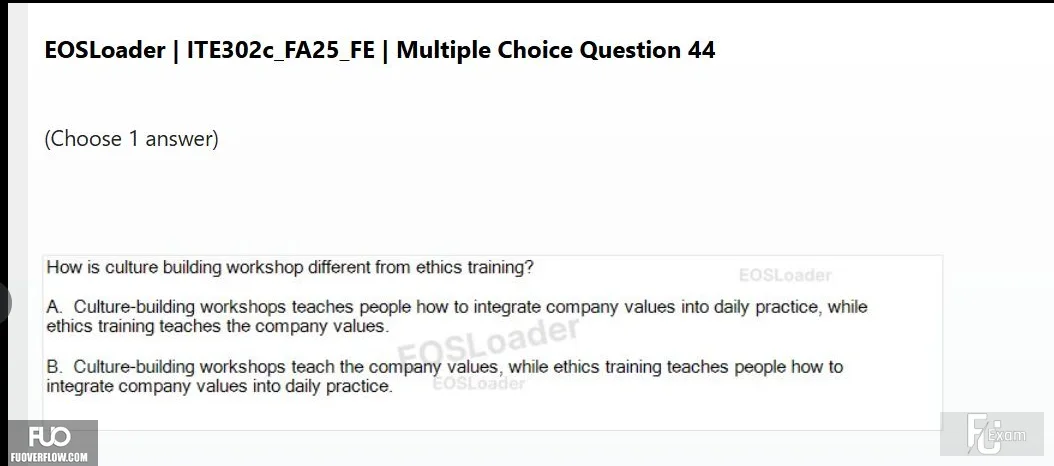 EOSLoader | ITE302c_FA25_FE | Multiple Choice Question 44
(Choose 1 answer)
How is culture building workshop different from ethics training?
EOSLoader
A. Culture-building workshops teaches people how to integrate company values into daily practice, while
ethics training teaches the company values.
EOSLoader
B. Culture-building workshops teach the company values, while ethics training teaches people how to
integrate company values into daily practice.
EOSLoader
FUO
FUOVERFLOW.COM
Exam